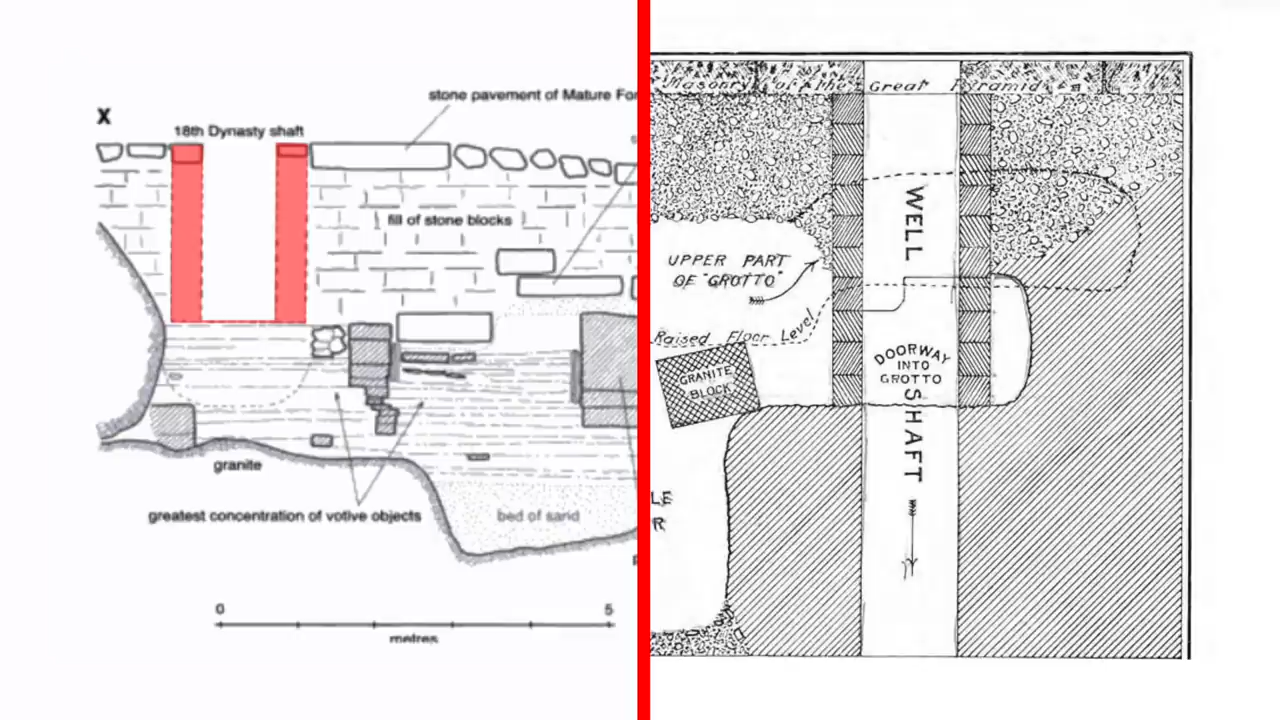 X
stone pavement of Mature For
18th Dynasty shaft
fill of stone blocks
granite
greatest concentration of votive objects
bed of sand
0
5
metres
Masonry of the Great Pyramid
WELL
UPPER PART
OF "GROTTO"
Raised Floor Level
GRANITE
BLOCK
DOORWAY
INTO
GROTTO
SHAFT
LE
R